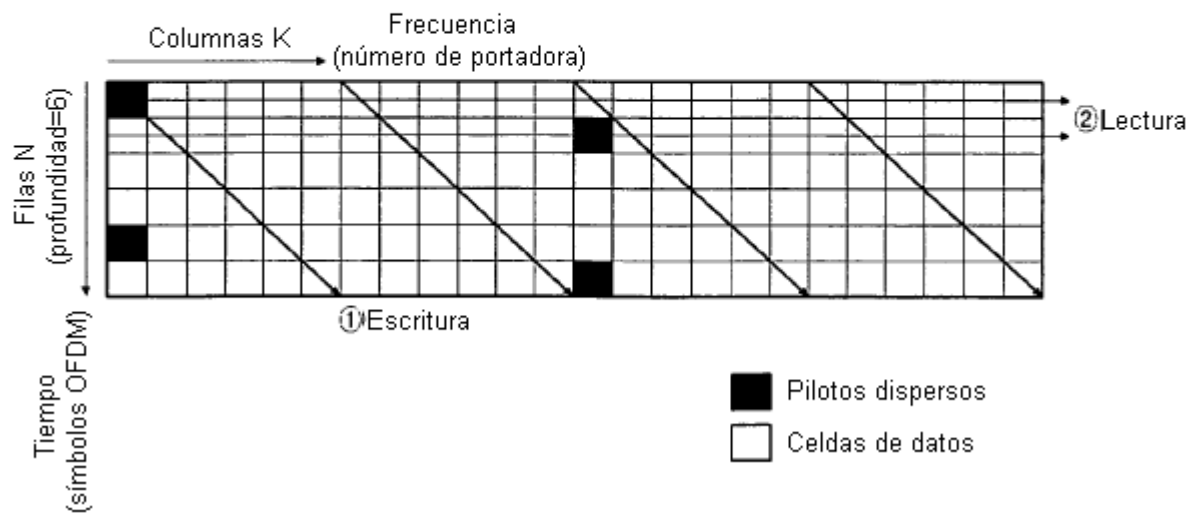 Columnas K
Frecuencia
(número de portadora)
Filas N
(profundidad=6)
②Lectura
①Escritura
Tiempo
(símbolos OFDM)
Pilotos dispersos
Celdas de datos